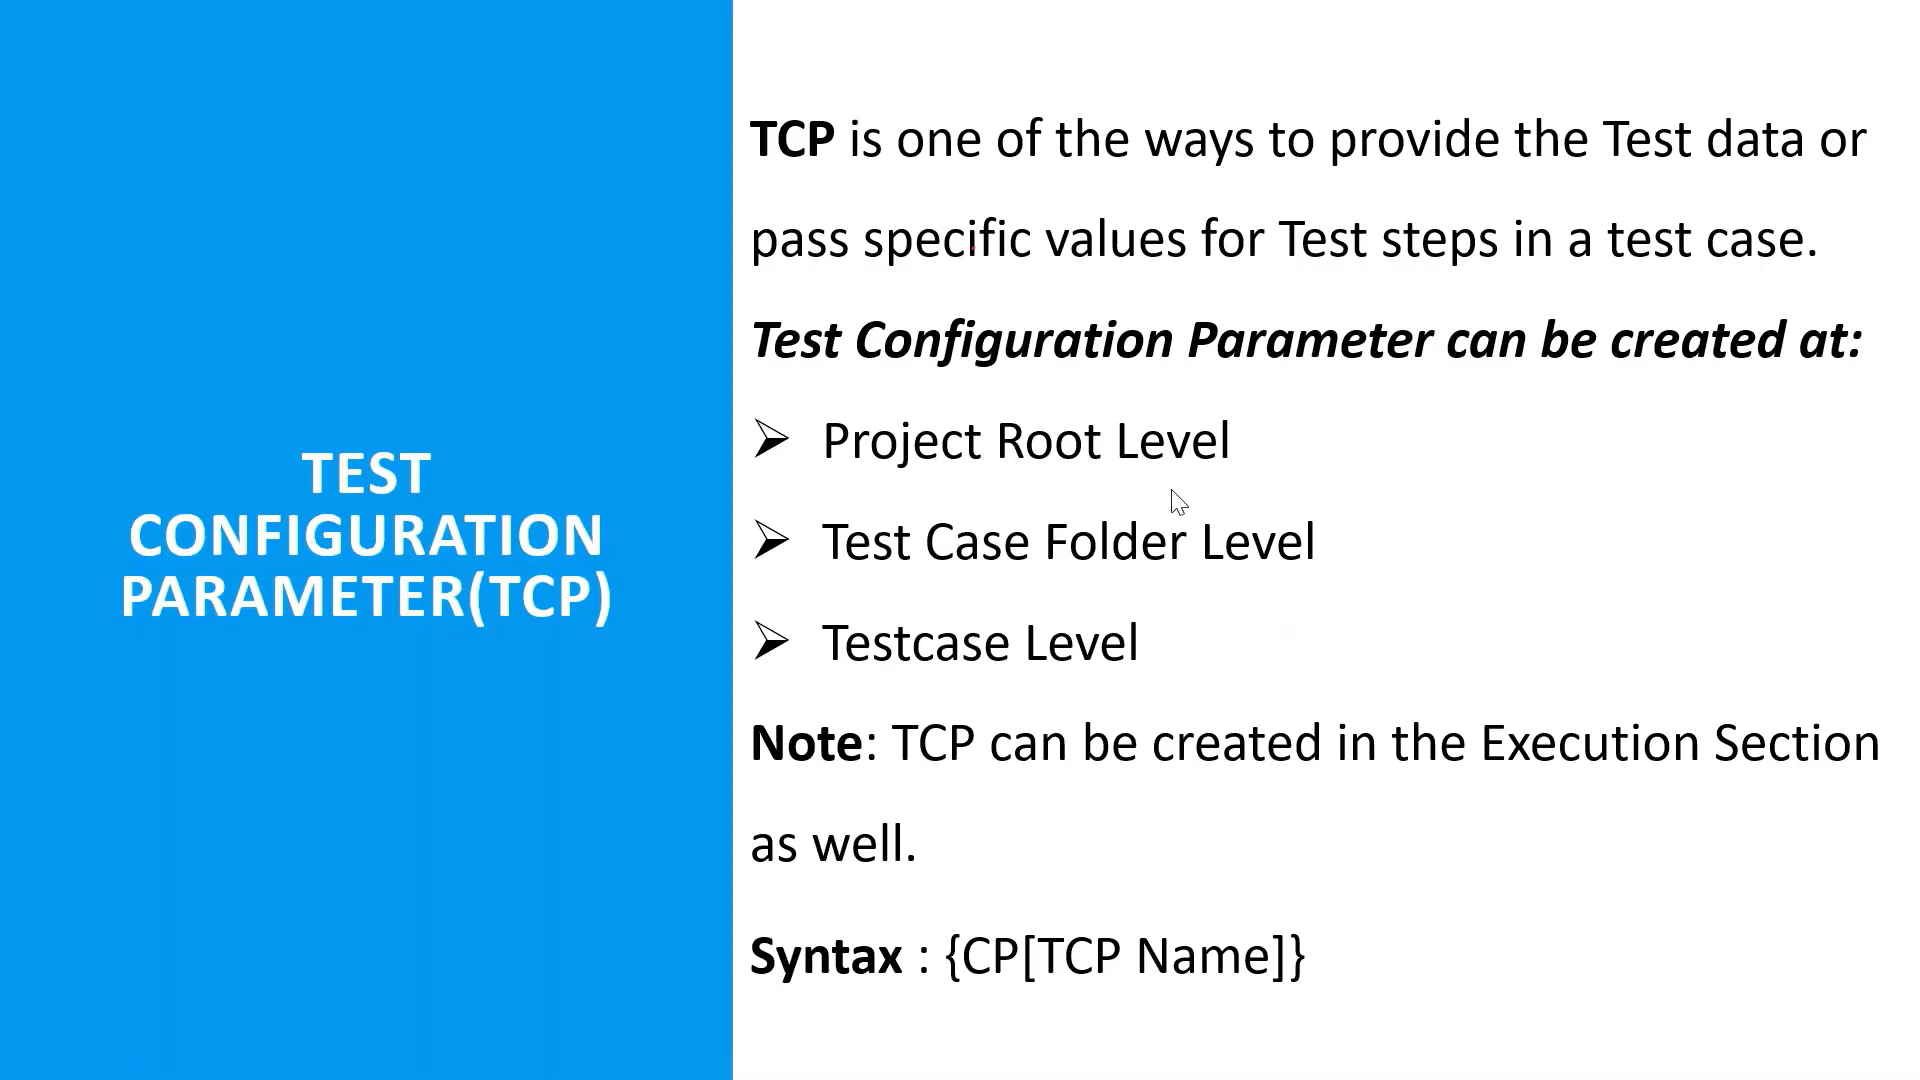 TEST
CONFIGURATION
PARAMETER(TCP)
TCP is one of the ways to provide the Test data or
pass specific values for Test steps in a test case.
Test Configuration Parameter can be created at:
➢ Project Root Level
➢ Test Case Folder Level
➢ Testcase Level
Note: TCP can be created in the Execution Section
as well.
Syntax : {CP[TCP Name]}